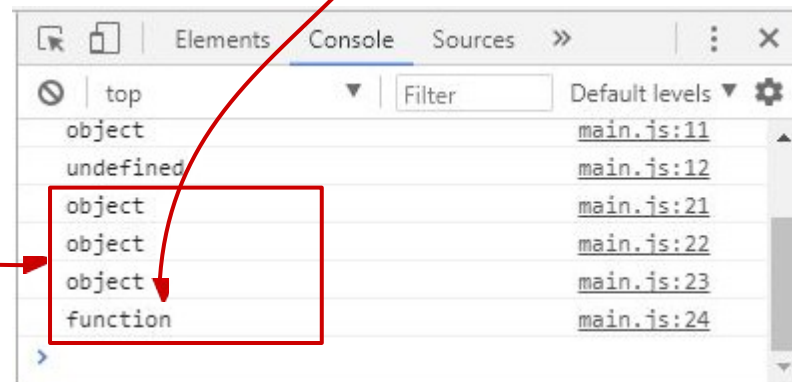 Elements Console Sources »
top Filter Default levels
object main.js:11
undefined main.js:12
object main.js:21
object main.js:22
object main.js:23
function main.js:24
>